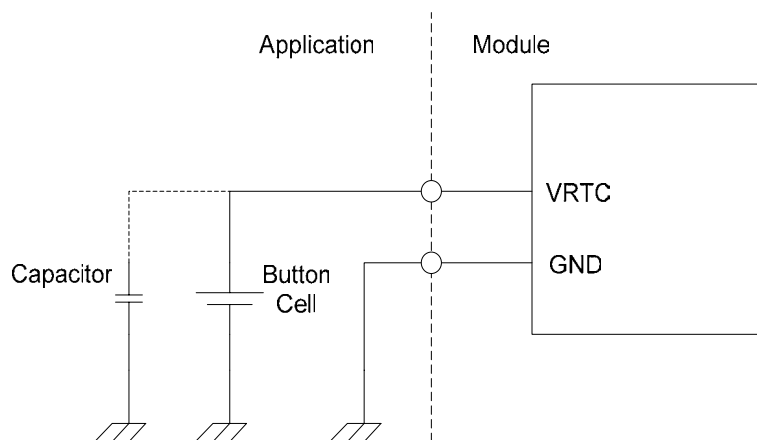 Application
Module
VRTC
GND
Capacitor
Button
Cell